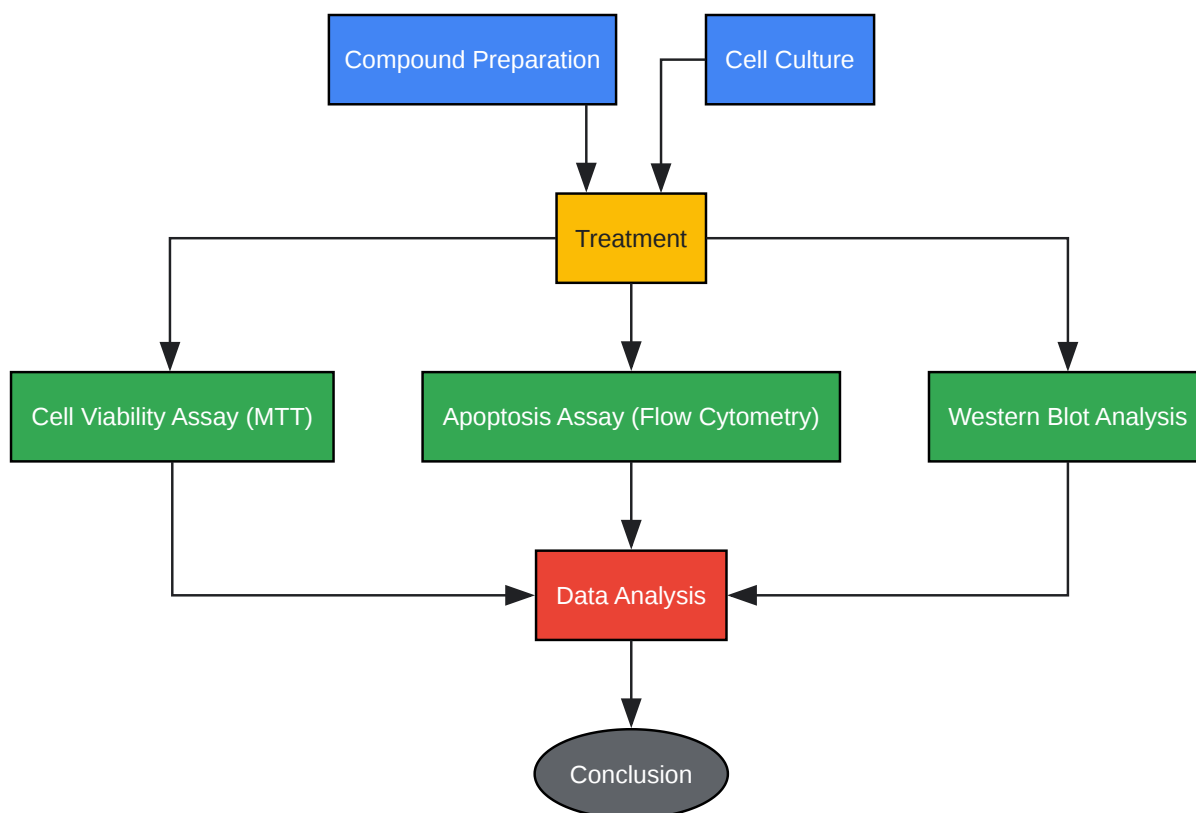 Compound Preparation
Cell Culture
Treatment
Cell Viability Assay (MTT)
Apoptosis Assay (Flow Cytometry)
Western Blot Analysis
Data Analysis
Conclusion